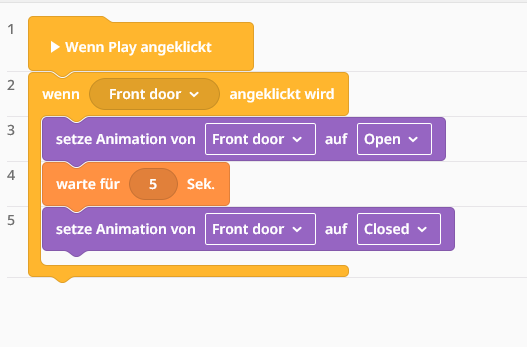 1
Wenn Play angeklickt
2
wenn Front door angeklickt wird
3
setze Animation von Front door auf Open
4
warte für 5 Sek.
5
setze Animation von Front door auf Closed